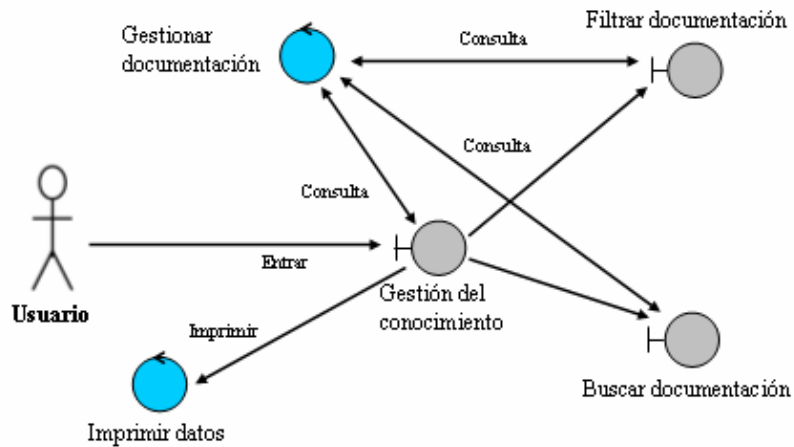 Gestionar
documentación
Consulta
Filtrar documentación
Consulta
Consulta
Entrar
Usuario
Gestión del
conocimiento
Imprimir
Buscar documentación
Imprimir datos